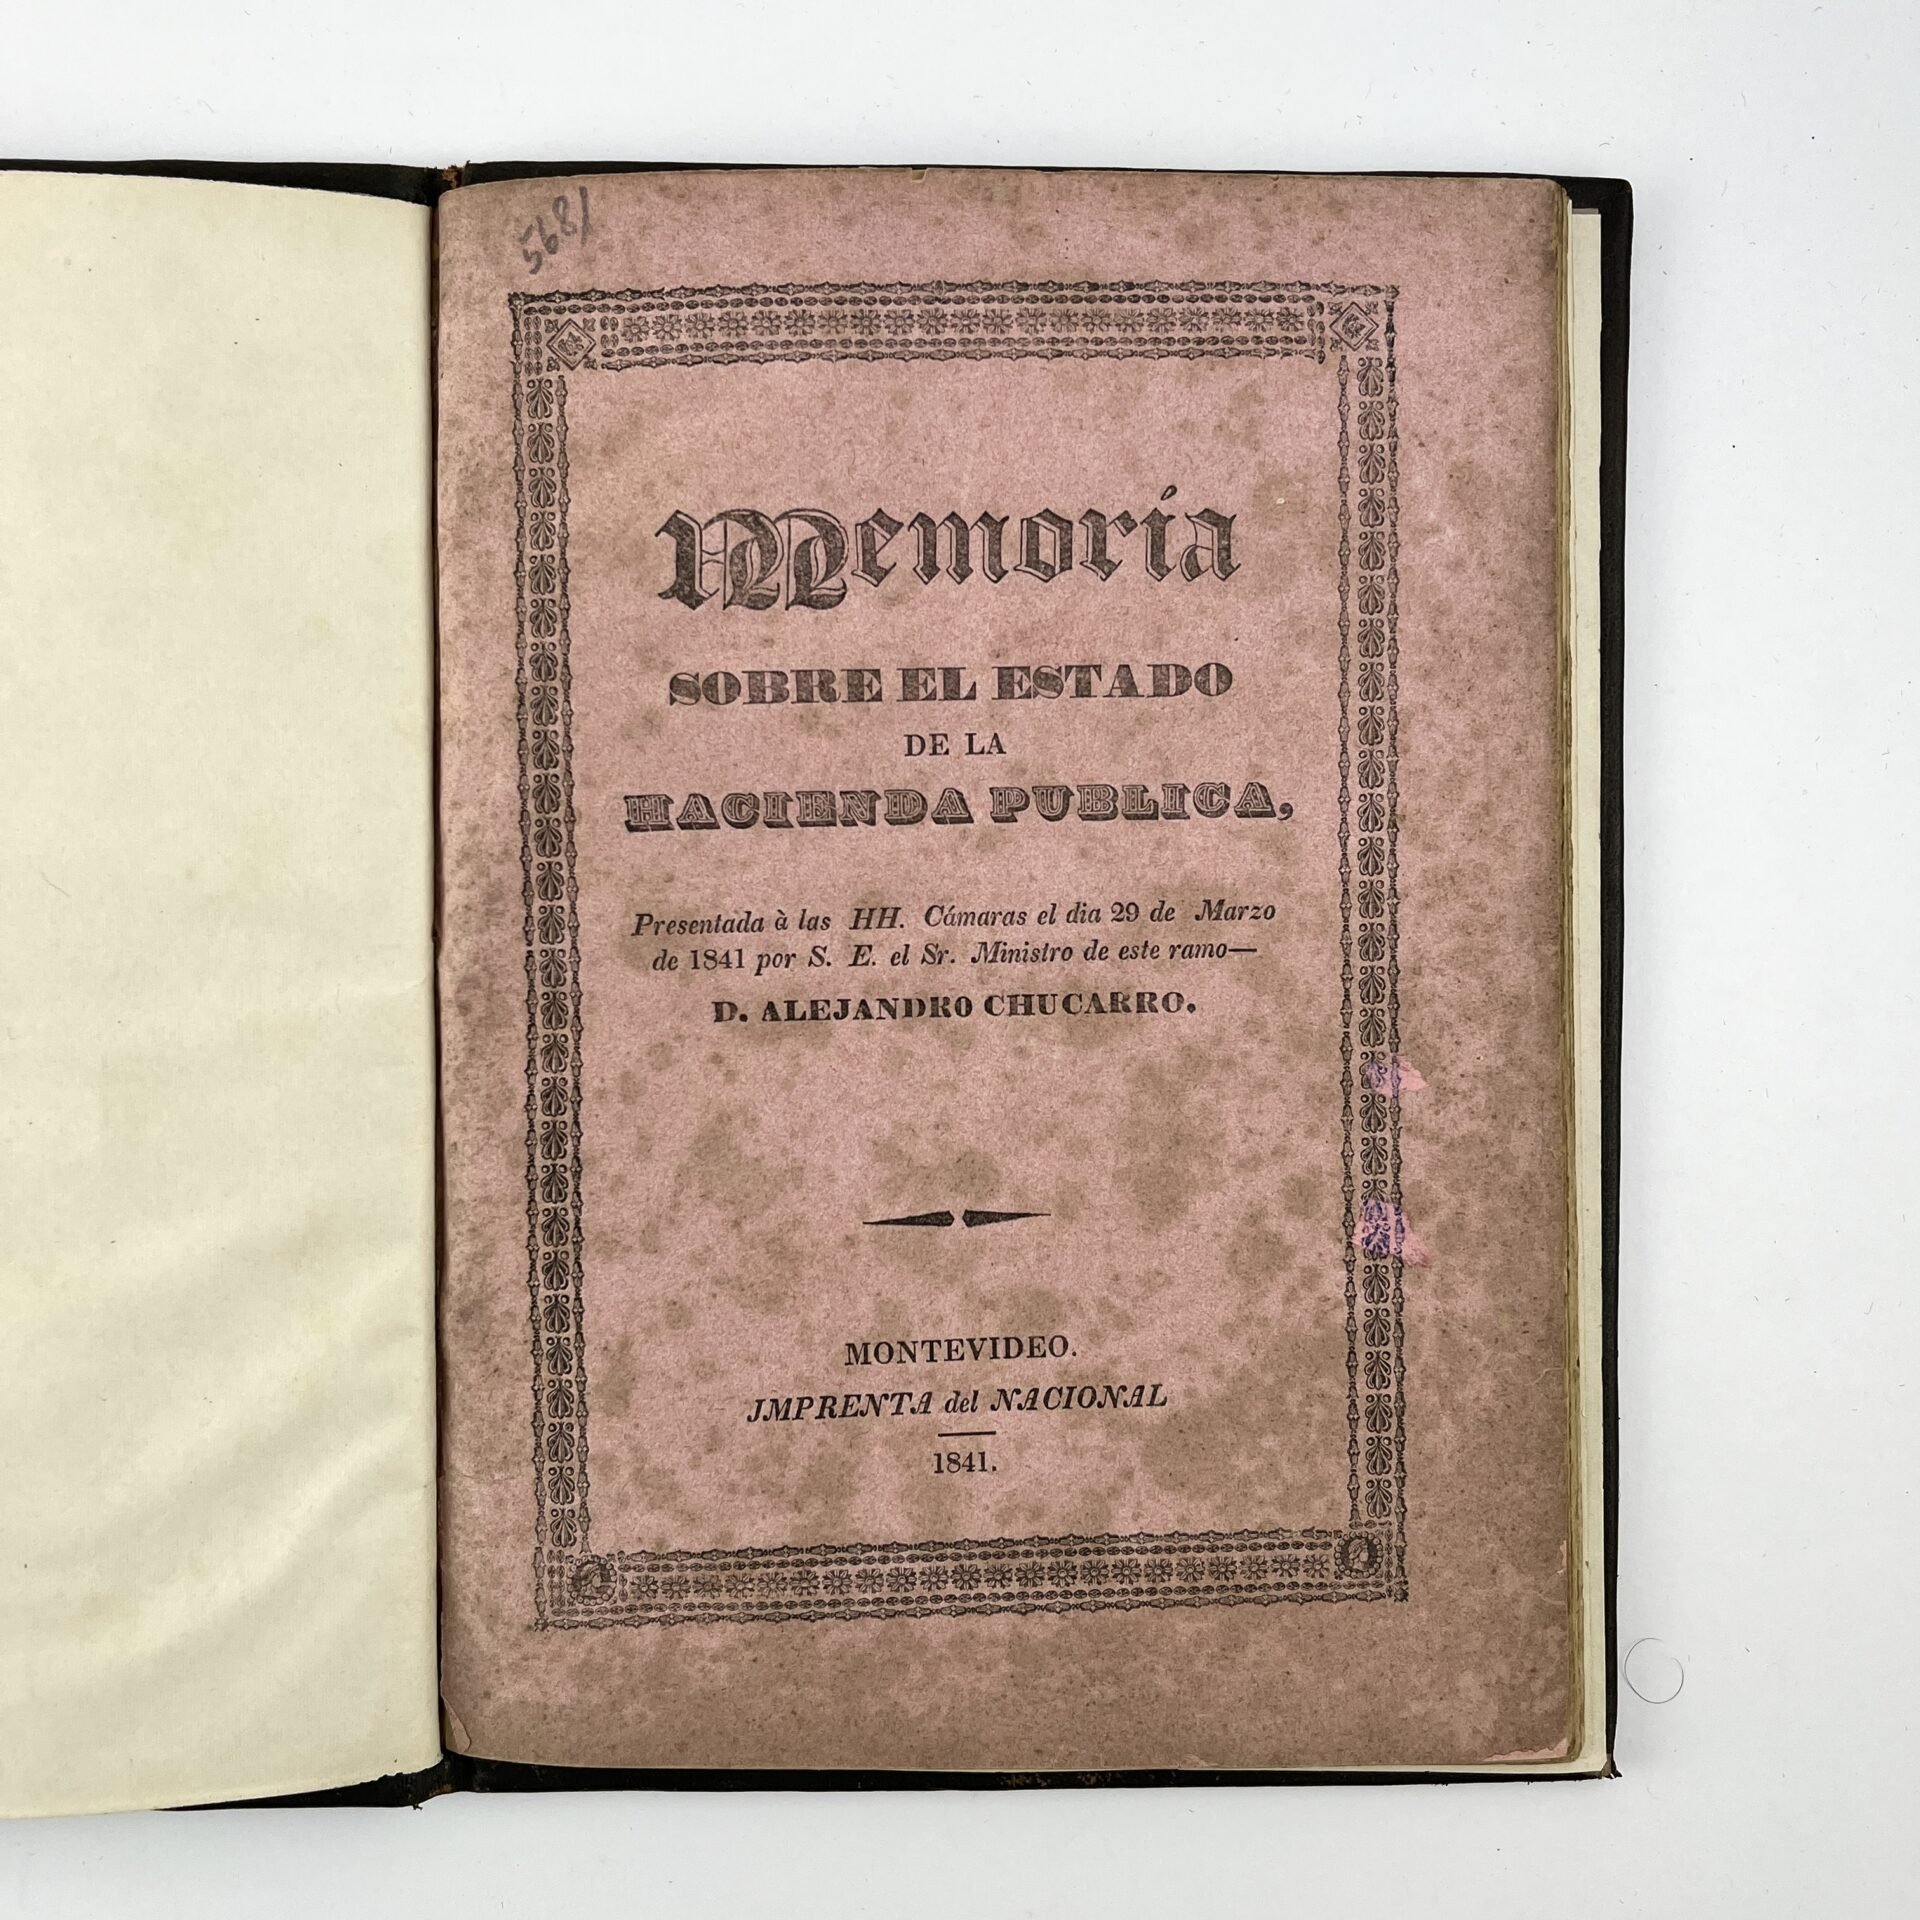 5681
Memoria
SOBRE EL ESTADO
DE LA
HACIENDA PUBLICA,
Presentada à las HH. Cámaras el dia 29 de Marzo
de 1841 por S. E. el Sr. Ministro de este ramo—
D. ALEJANDRO CHUCARRO.
MONTEVIDEO.
JMPRENTA del NACIONAL
1841.